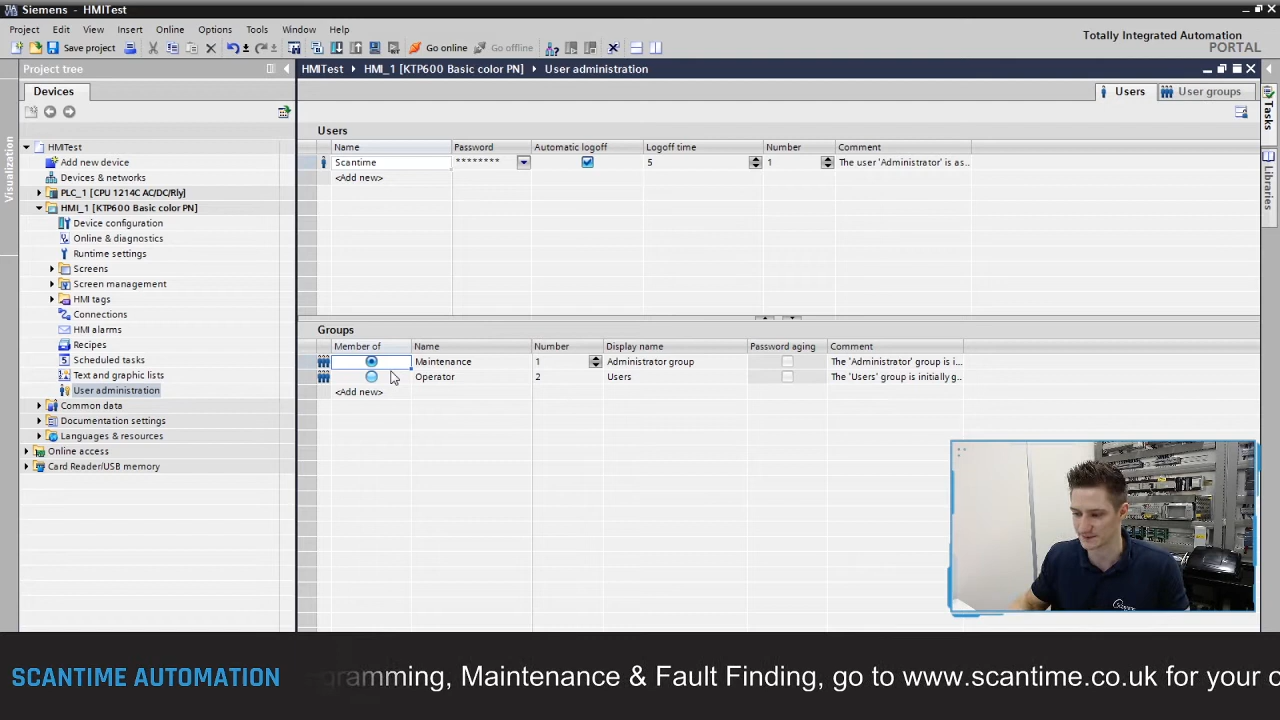 Siemens - HMITest
Project Edit View Insert Online Options Tools Window Help
Save project Go online Go offline
Totally Integrated Automation
PORTAL
Project tree
HMITest HMI_1 [KTP600 Basic color PN] User administration
Devices
Users User groups
Visualization
Tasks
Libraries
HMITest
Add new device
Devices & networks
PLC_1 [CPU 1214C AC/DC/Rly]
HMI_1 [KTP600 Basic color PN]
Device configuration
Online & diagnostics
Runtime settings
Screens
Screen management
HMI tags
Connections
HMI alarms
Recipes
Scheduled tasks
Text and graphic lists
User administration
Common data
Documentation settings
Languages & resources
Online access
Card Reader/USB memory
Users
Name Password Automatic logoff Logoff time Number Comment
Scantime ******** 5 1 The user 'Administrator' is as..
<Add new>
Groups
Member of Name Number Display name Password aging Comment
Maintenance 1 Administrator group The 'Administrator' group is i..
Operator 2 Users The 'Users' group is initially g..
<Add new>
SCANTIME AUTOMATION
gramming, Maintenance & Fault Finding, go to www.scantime.co.uk for your